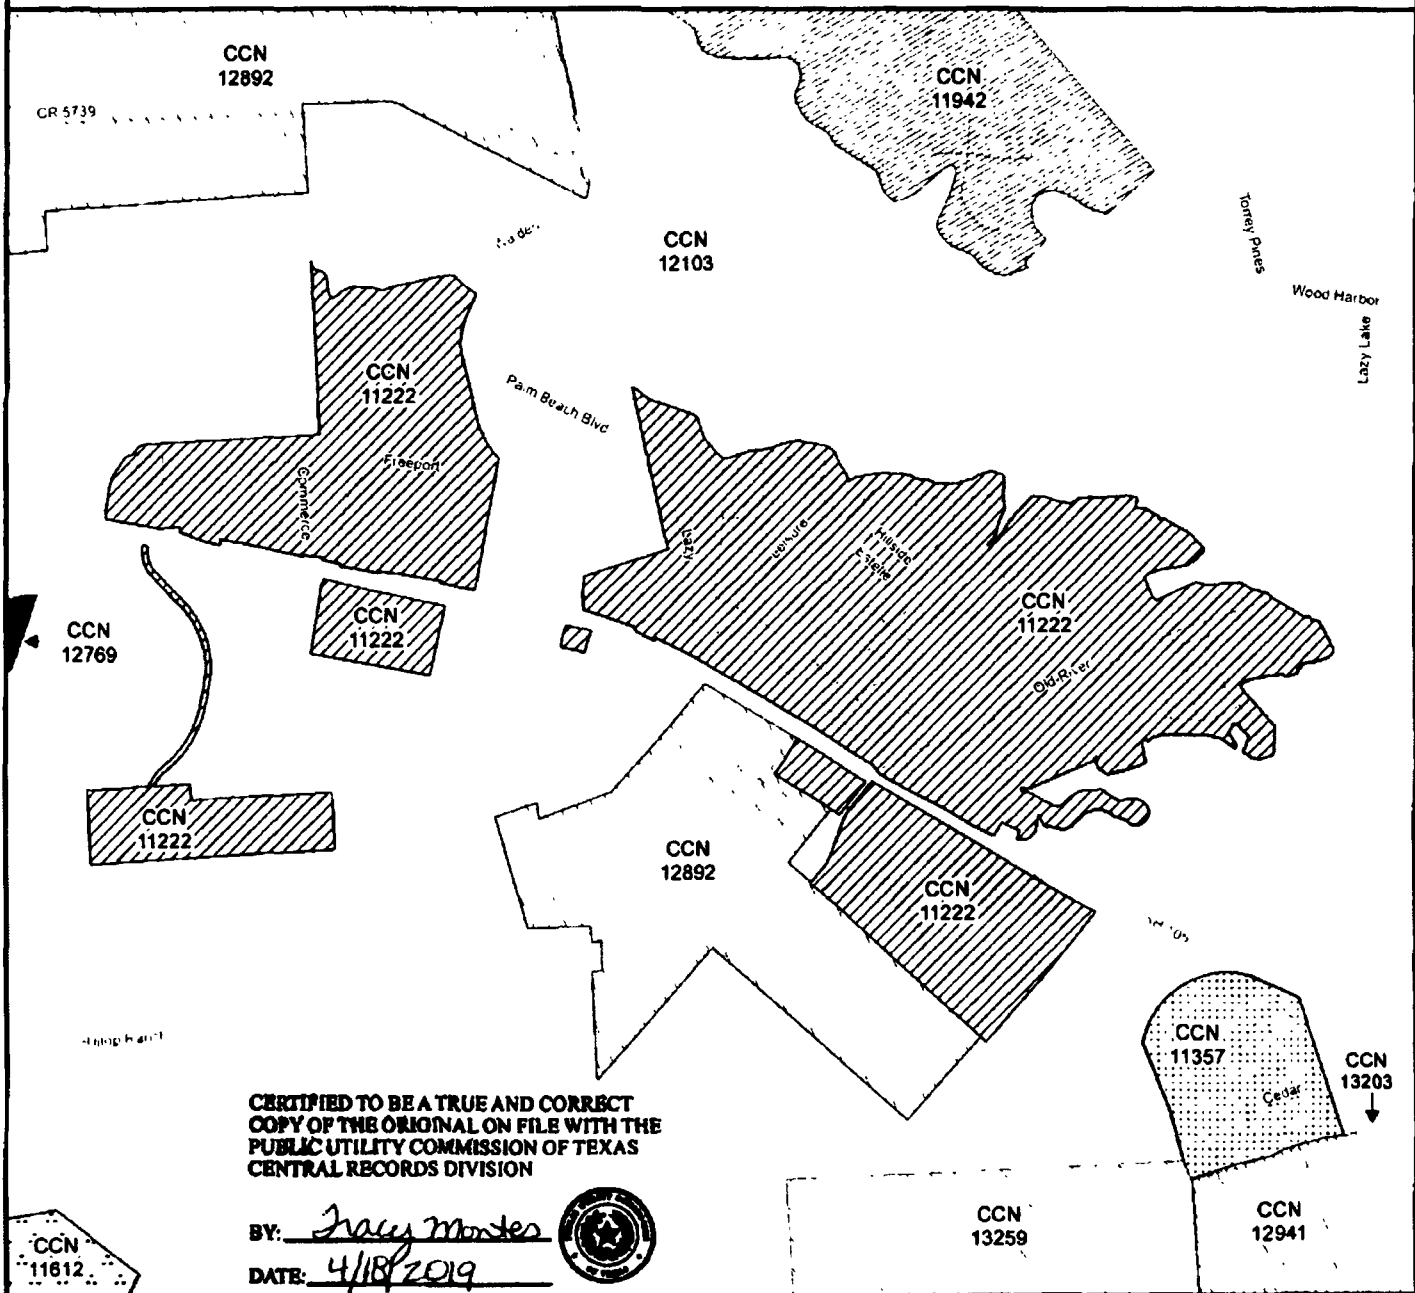 CCN
12892
CCN
11942
CR 5739
Torrey Pines
CCN
12103
Wood Harbor
Lazy Lake
CCN
11222
Palm Beach Blvd
Freeport
Commerce
Lazy
Leisure
Hillside
Estelle
CCN
11222
CCN
11222
CCN
12769
Old River
CCN
11222
CCN
12892
CCN
11222
SH 105
CCN
11357
CCN
13203
Cedar
CERTIFIED TO BE A TRUE AND CORRECT
COPY OF THE ORIGINAL ON FILE WITH THE
PUBLIC UTILITY COMMISSION OF TEXAS
CENTRAL RECORDS DIVISION
BY: Tracy Montes
DATE: 4/18/2019
CCN
13259
CCN
12941
CCN
11612